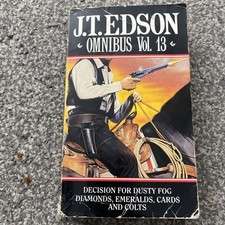 J.T. EDSON
OMNIBUS Vol. 13
DECISION FOR DUSTY FOG
DIAMONDS, EMERALDS, CARDS
AND COLTS